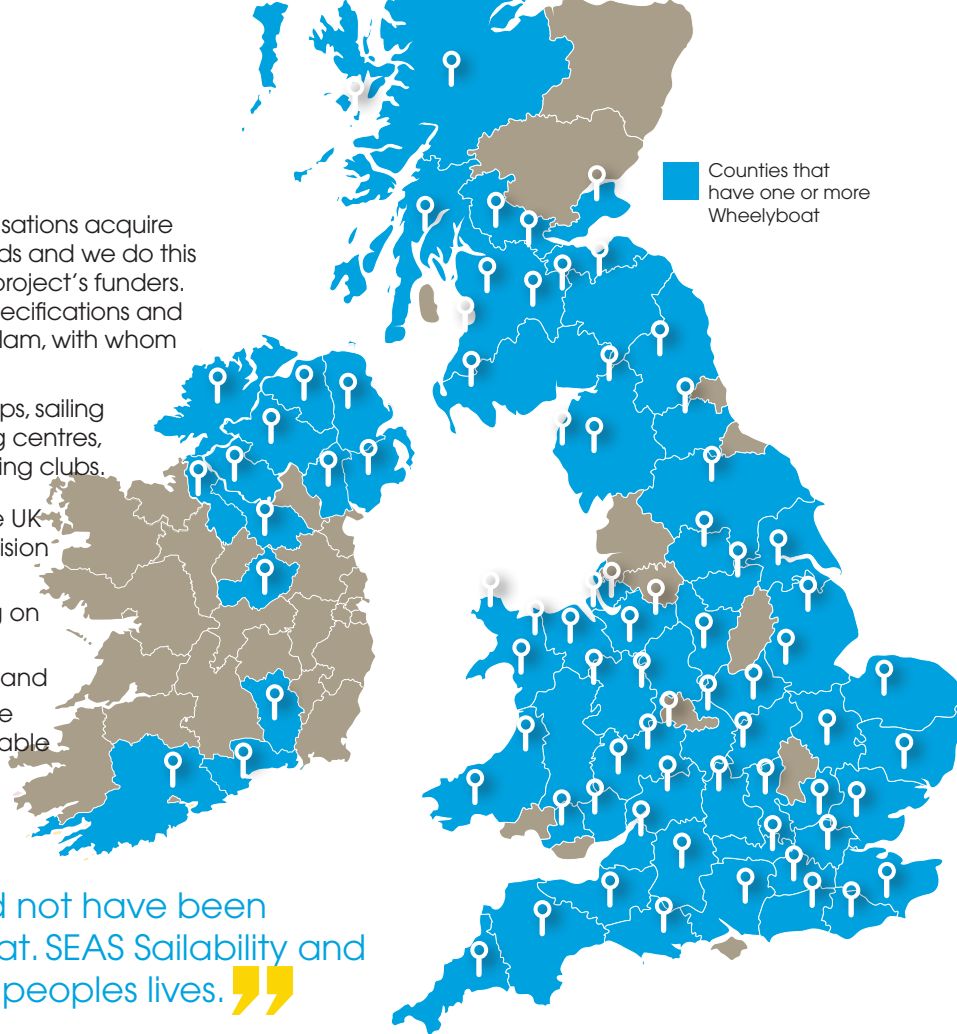 Counties that
have one or more
Wheelyboat
sations acquire
ds and we do this
project's funders.
ecifications and
lam, with whom
ps, sailing
g centres,
ing clubs.
e UK
ision
g on
and
e
able
d not have been
at. SEAS Sailability and
peoples lives.”